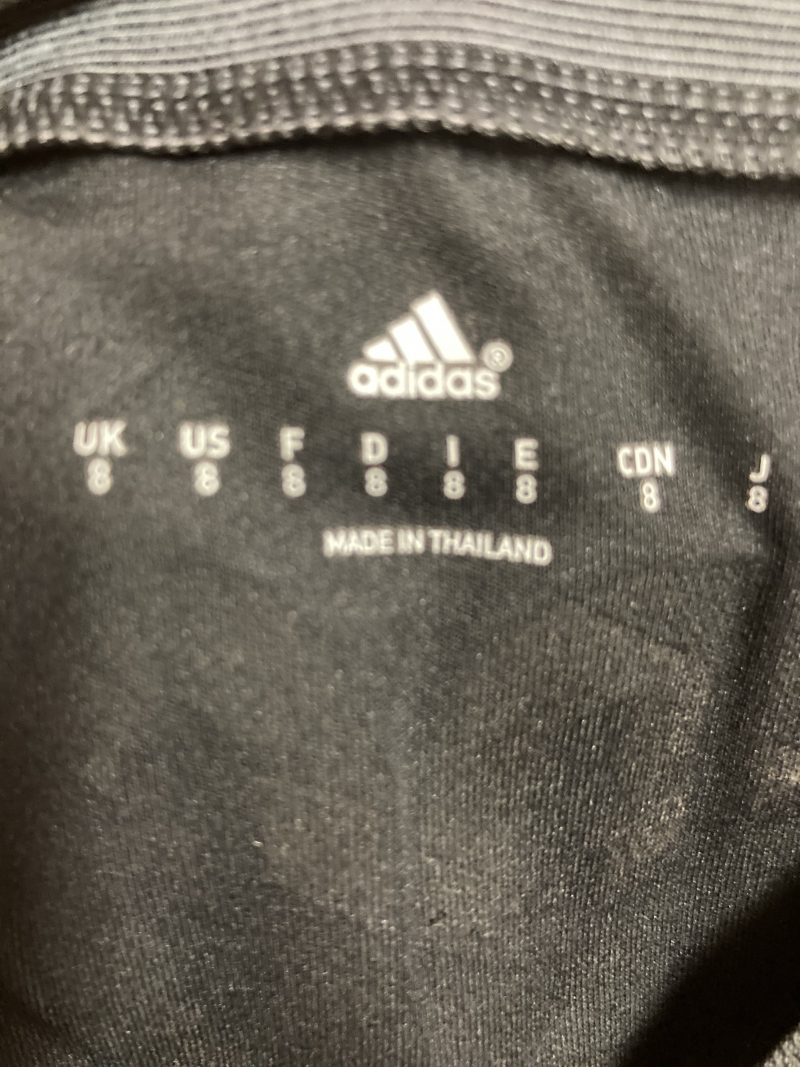 adidas®
UK US F D I E CDN J
8 8 8 8 8 8 8 8
MADE IN THAILAND